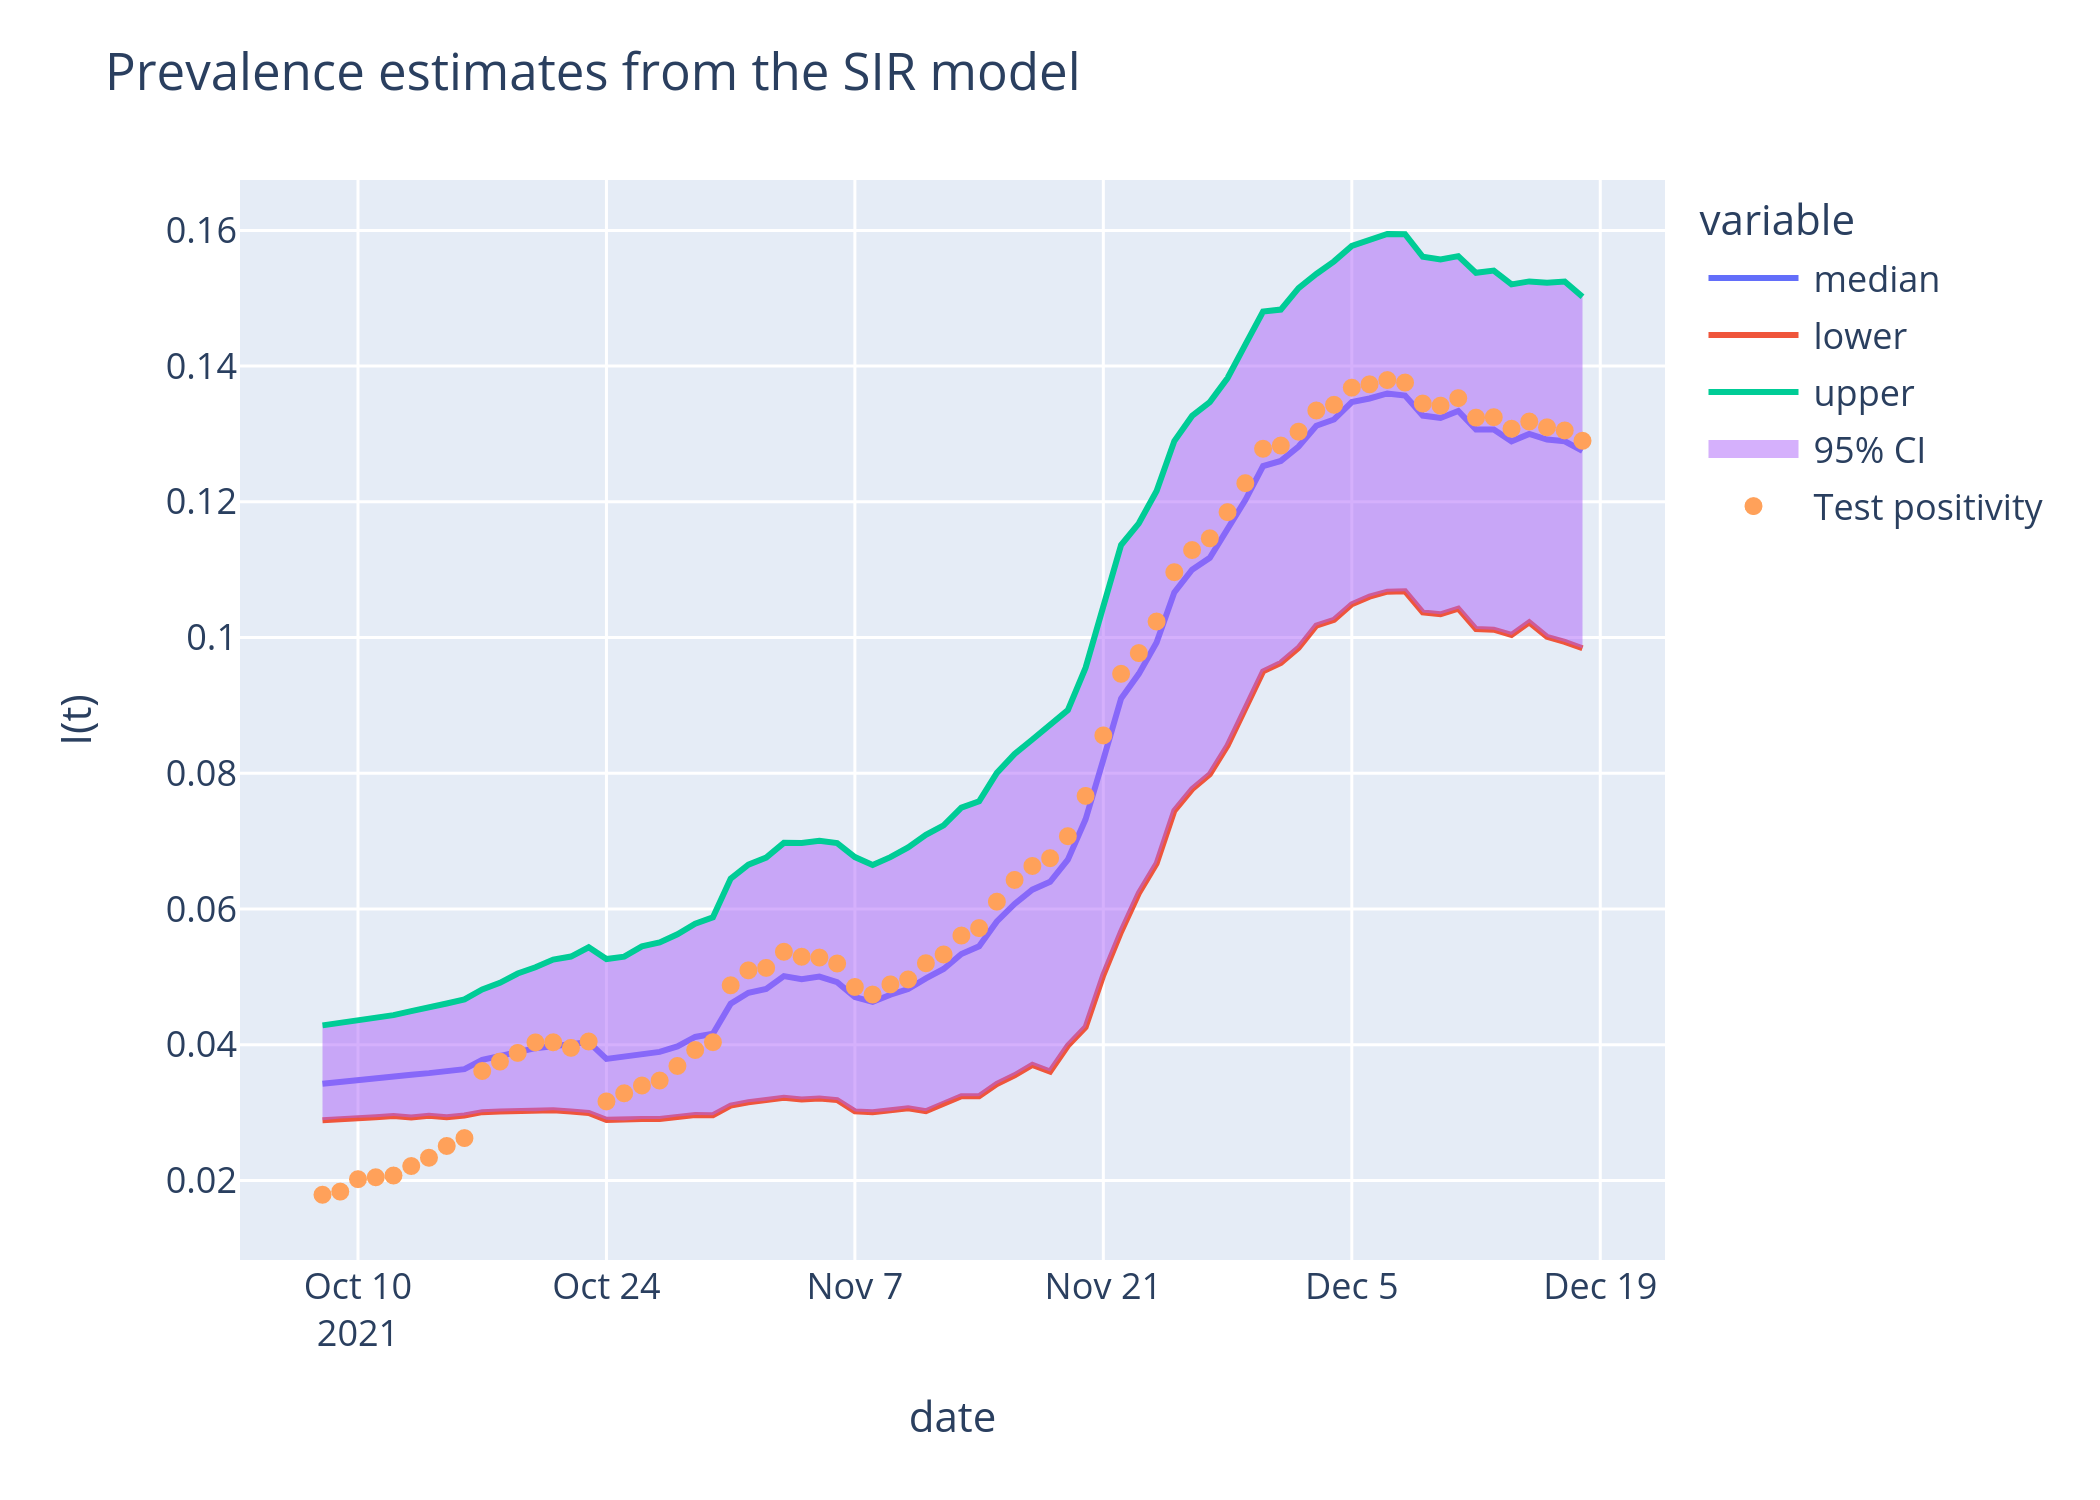 Prevalence estimates from the SIR model
variable
median
lower
upper
95% CI
Test positivity
0.16
0.14
0.12
0.1
0.08
0.06
0.04
0.02
I(t)
Oct 10
2021
Oct 24
Nov 7
Nov 21
Dec 5
Dec 19
date